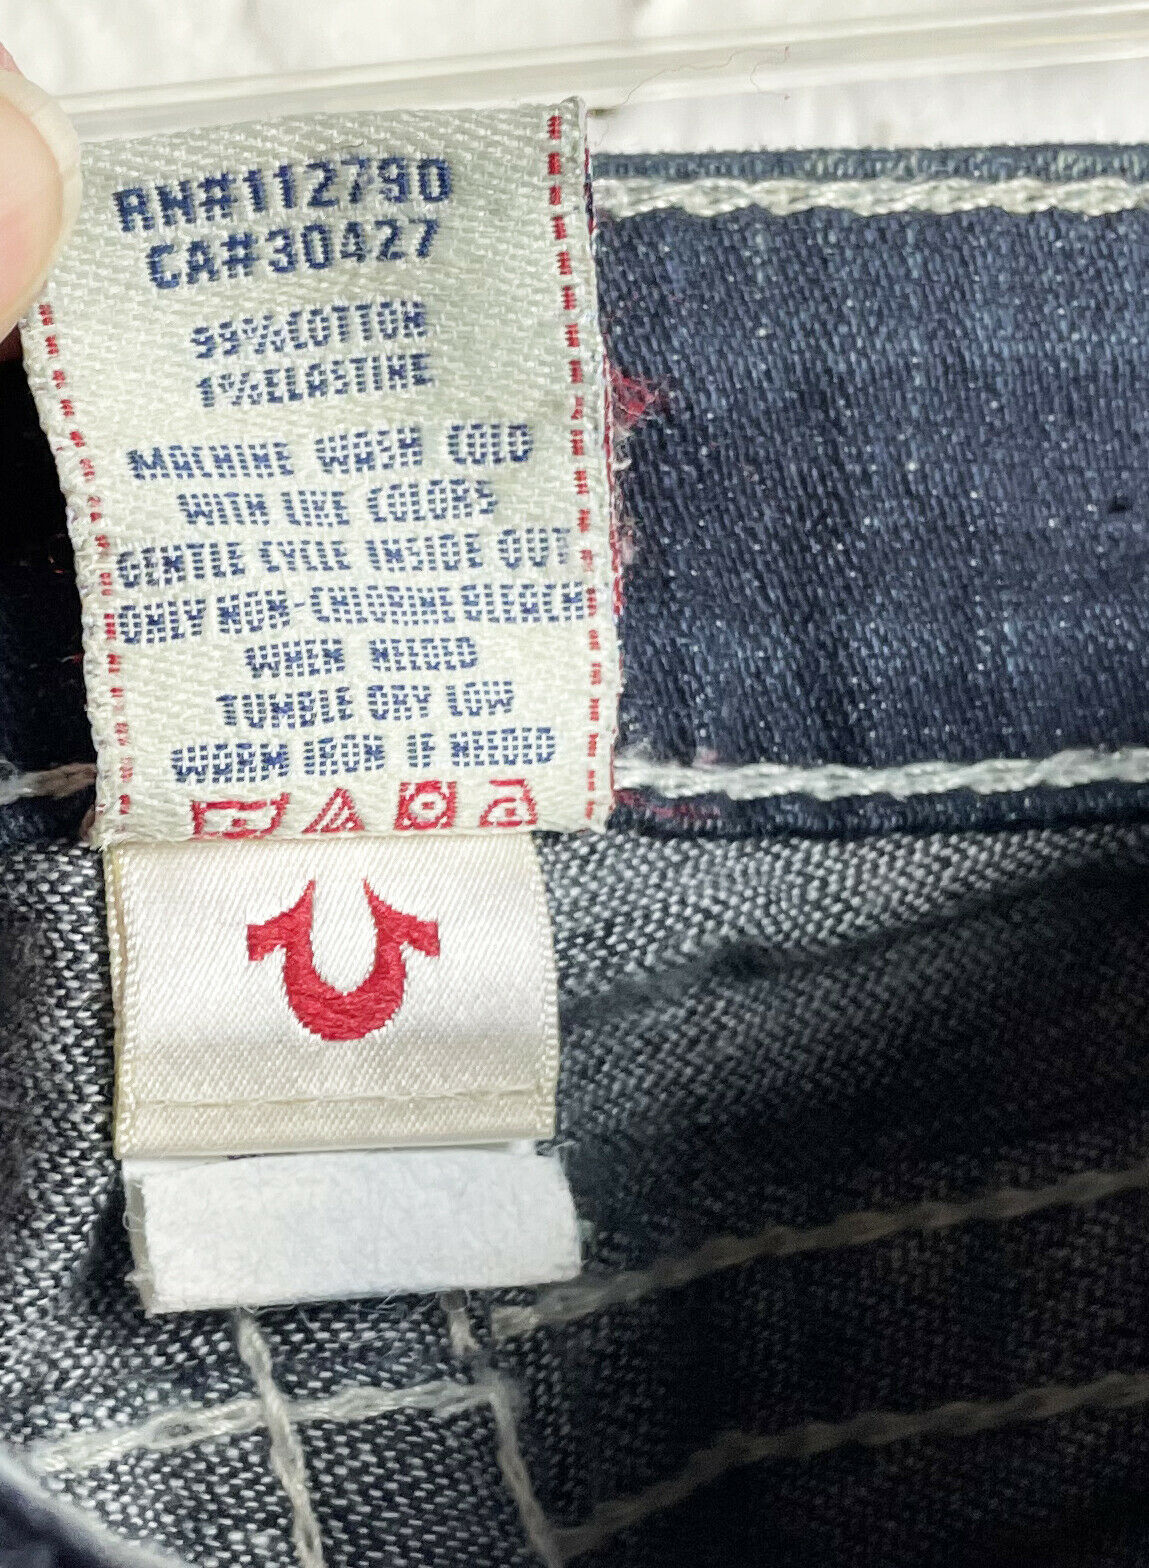 RN#112790
CA#30427
99%COTTON
1%ELASTINE
MACHINE WASH COLD
WITH LIKE COLORS
GENTLE CYCLE INSIDE OUT
ONLY NON-CHLORINE BLEACH
WHEN NEEDED
TUMBLE DRY LOW
WARM IRON IF NEEDED